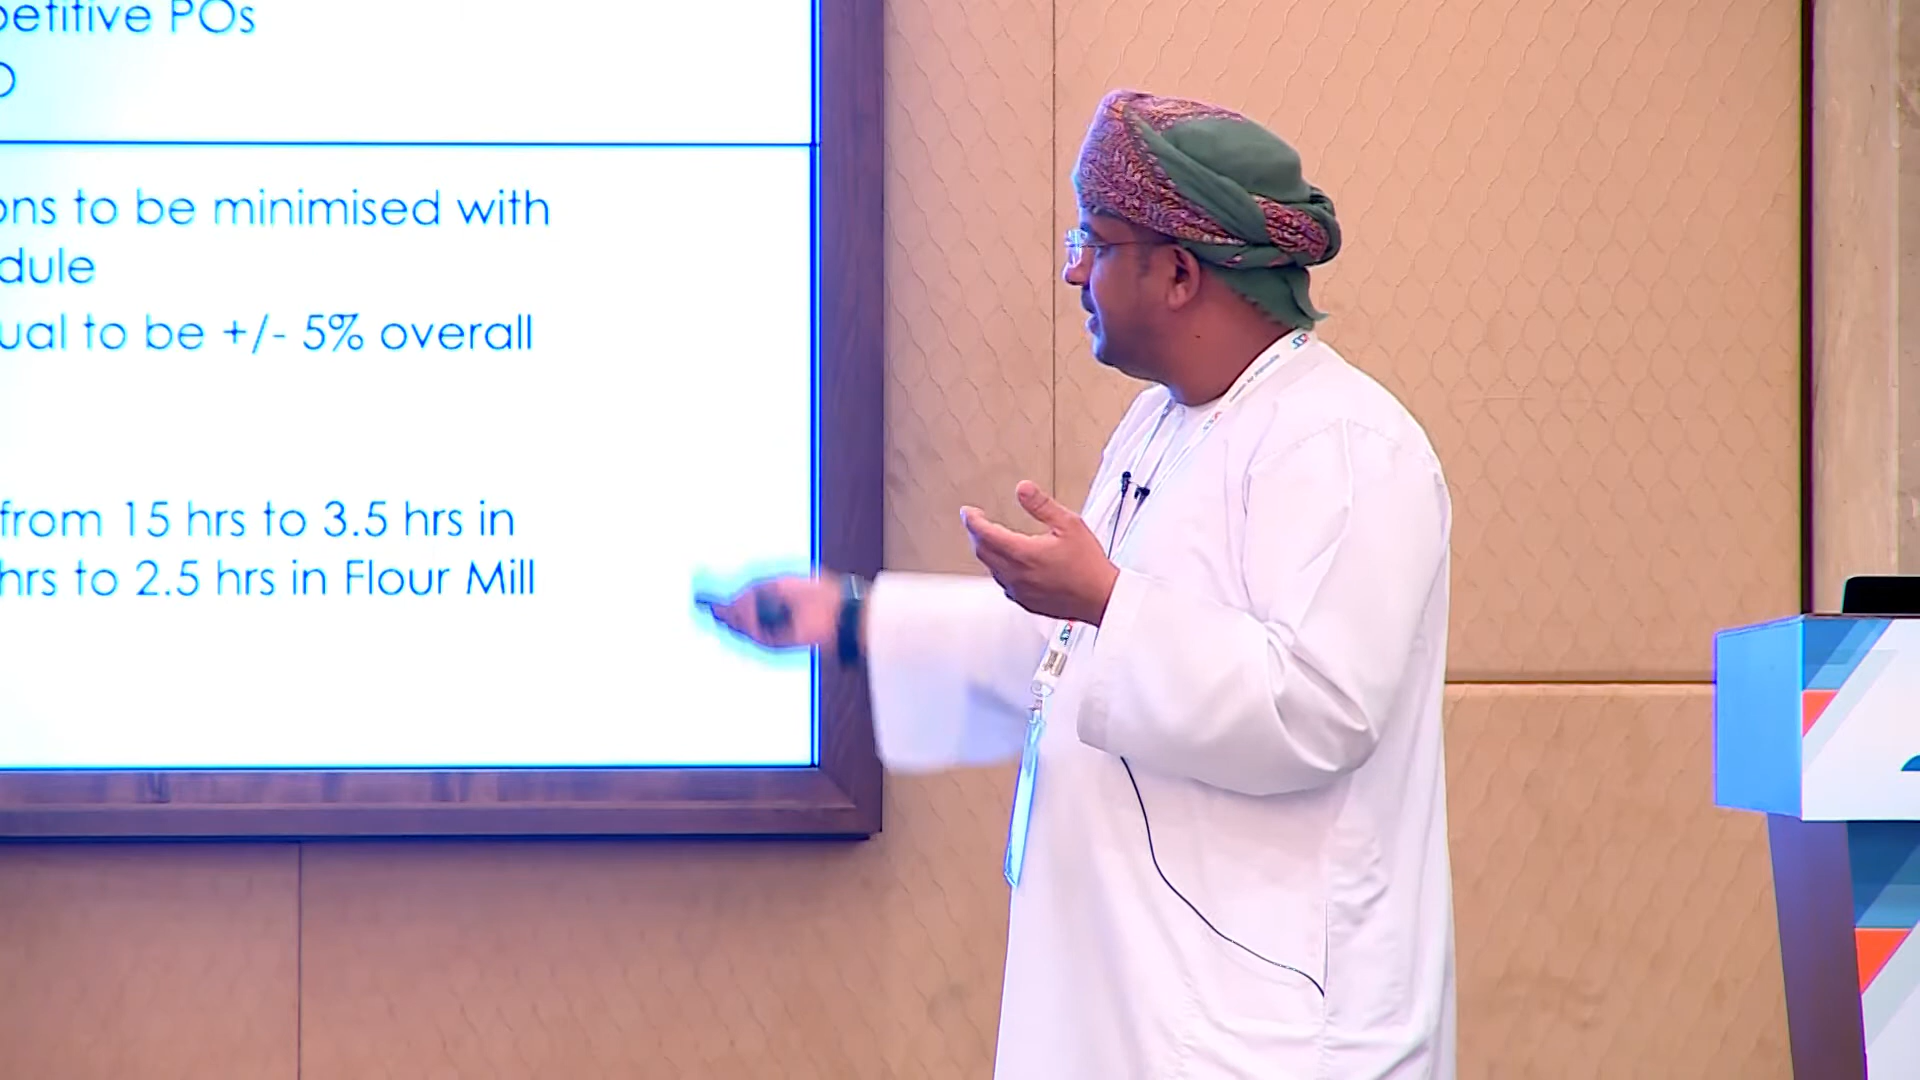 petitive POs
O
ons to be minimised with
dule
ual to be +/- 5% overall
from 15 hrs to 3.5 hrs in
hrs to 2.5 hrs in Flour Mill